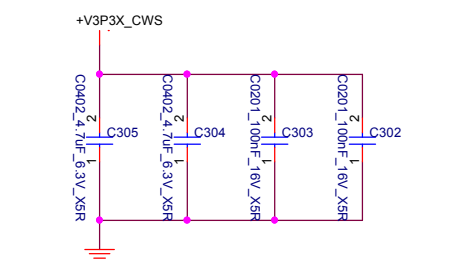 +V3P3X_CWS
C0402_4.7uF_6.3V_X5R
2
1
C305
C0402_4.7uF_6.3V_X5R
2
1
C304
C0201_100nF_16V_X5R
2
1
C303
C0201_100nF_16V_X5R
2
1
C302